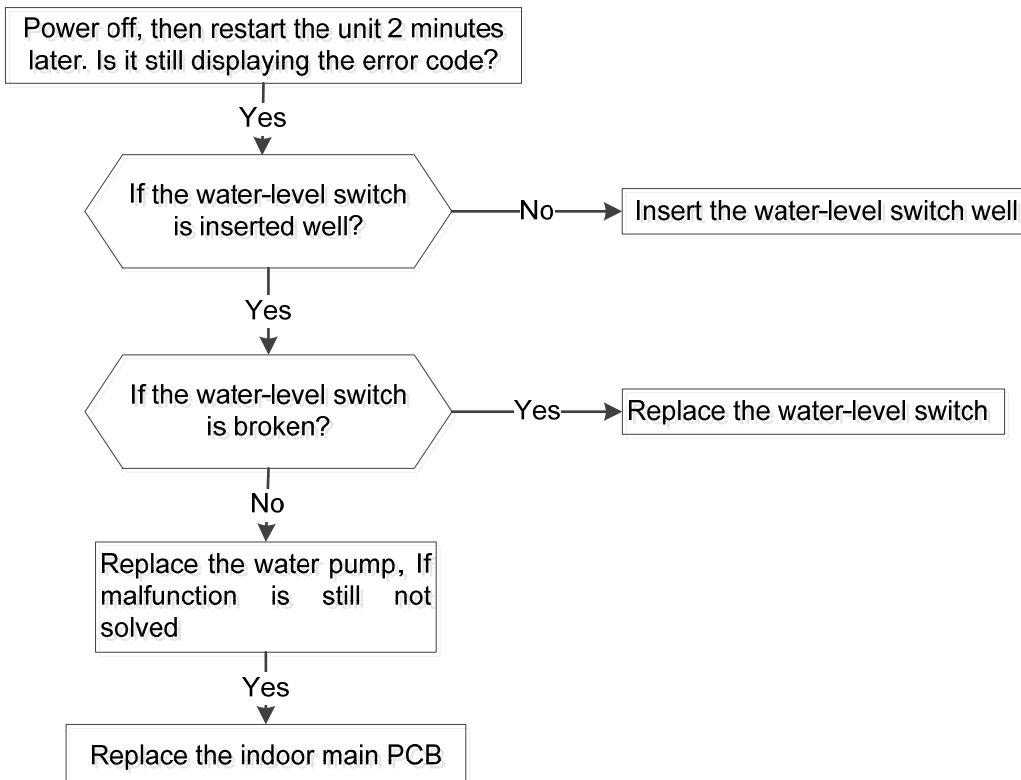 Power off, then restart the unit 2 minutes
later. Is it still displaying the error code?
Yes
If the water-level switch
is inserted well?
No
Insert the water-level switch well
Yes
If the water-level switch
is broken?
Yes
Replace the water-level switch
No
Replace the water pump, If
malfunction is still not
solved
Yes
Replace the indoor main PCB